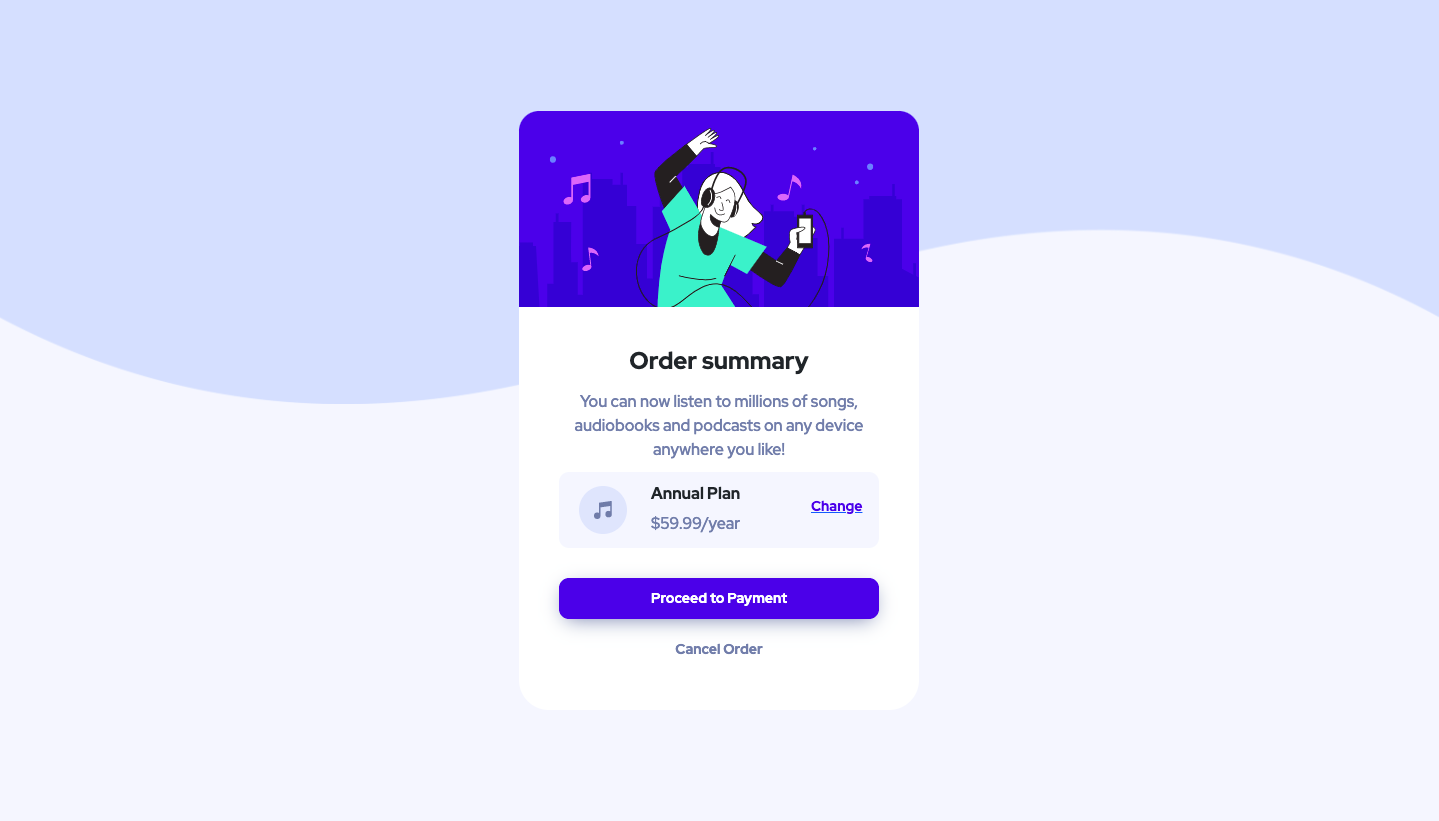 Order summary
You can now listen to millions of songs,
audiobooks and podcasts on any device
anywhere you like!
Annual Plan
$59.99/year
Change
Proceed to Payment
Cancel Order